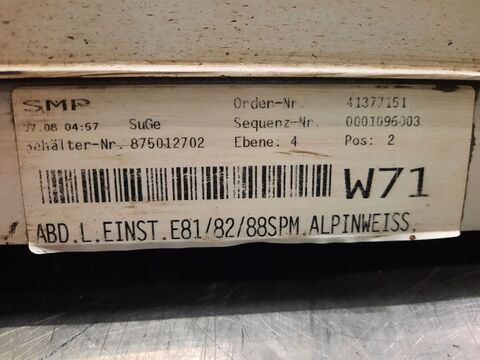 SMP Order-Nr. 41377151
07.08 04:57 SuGe Sequenz-Nr. 0001096003
Behälter-Nr. 875012702 Ebene: 4 Pos: 2
W71
ABD.L.EINST.E81/82/88SPM.ALPINWEISS.